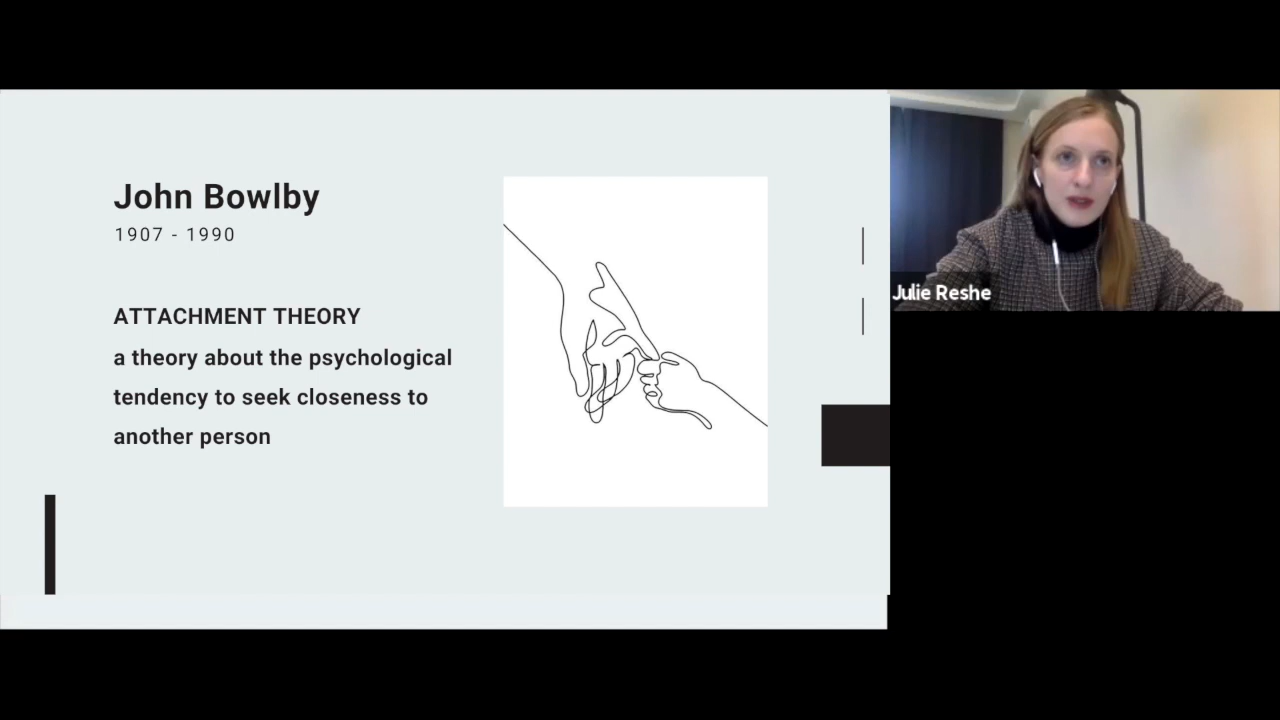 John Bowlby
1907 - 1990
ATTACHMENT THEORY
a theory about the psychological
tendency to seek closeness to
another person
Julie Reshe